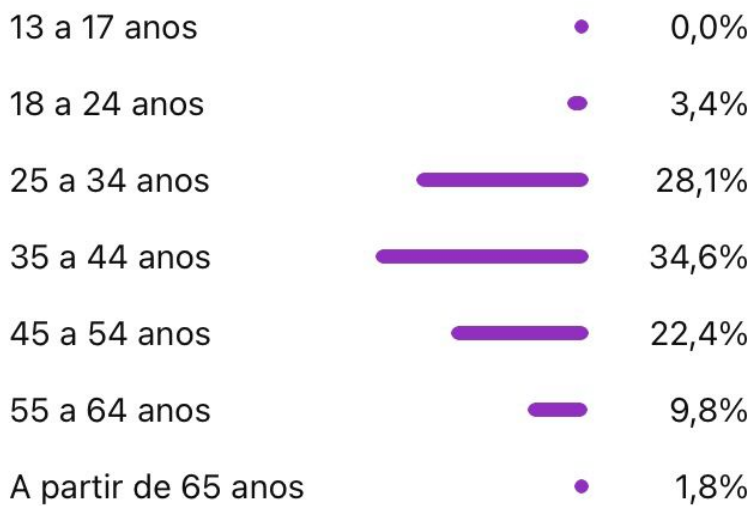 13 a 17 anos 0,0%
18 a 24 anos 3,4%
25 a 34 anos 28,1%
35 a 44 anos 34,6%
45 a 54 anos 22,4%
55 a 64 anos 9,8%
A partir de 65 anos 1,8%